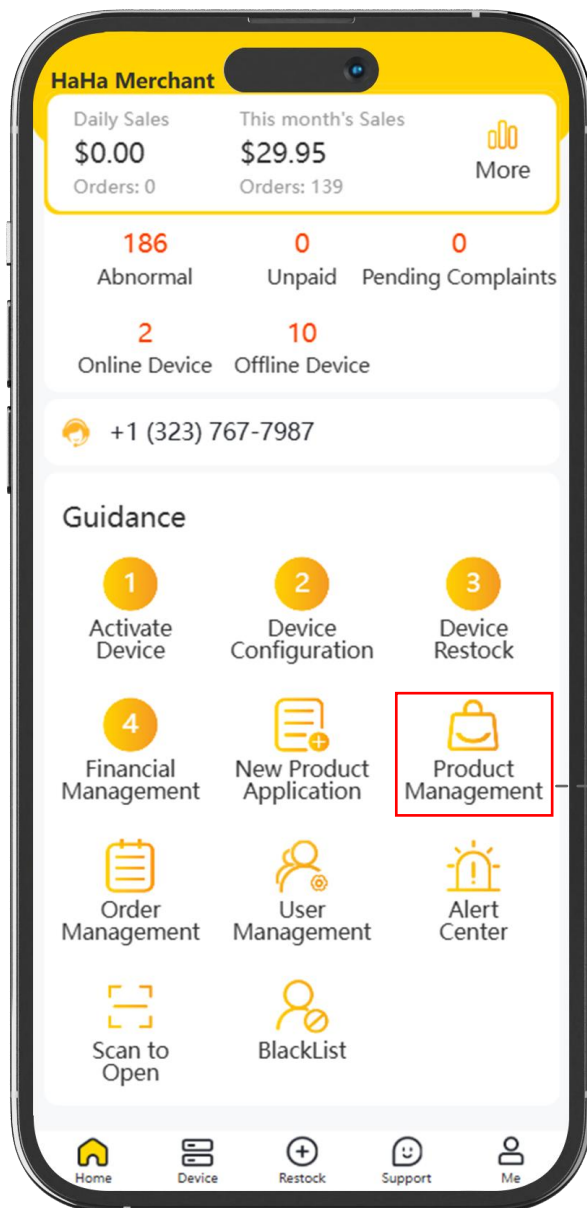 HaHa Merchant
Daily Sales
This month's Sales
$0.00
$29.95
More
Orders: 0
Orders: 139
186
0
0
Abnormal
Unpaid
Pending Complaints
2
10
Online Device
Offline Device
+1 (323) 767-7987
Guidance
1
2
3
Activate
Device
Device
Configuration
Device
Restock
4
Financial
Management
New Product
Application
Product
Management
Order
Management
User
Management
Alert
Center
Scan to
Open
BlackList
Home
Device
Restock
Support
Me